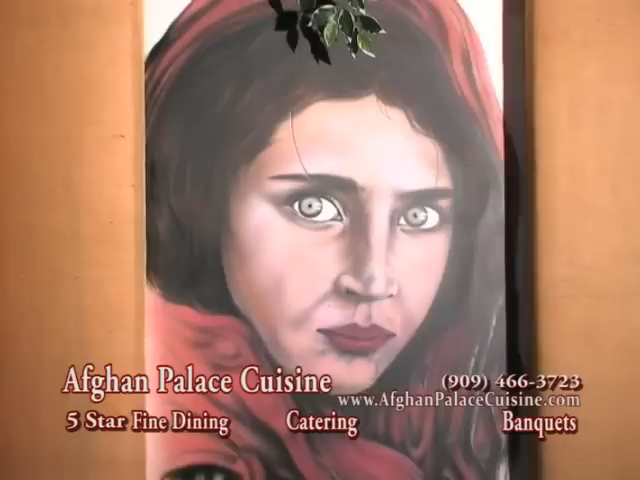 Afghan Palace Cuisine (909) 466-3723
www.AfghanPalaceCuisine.com
5 Star Fine Dining Catering Banquets